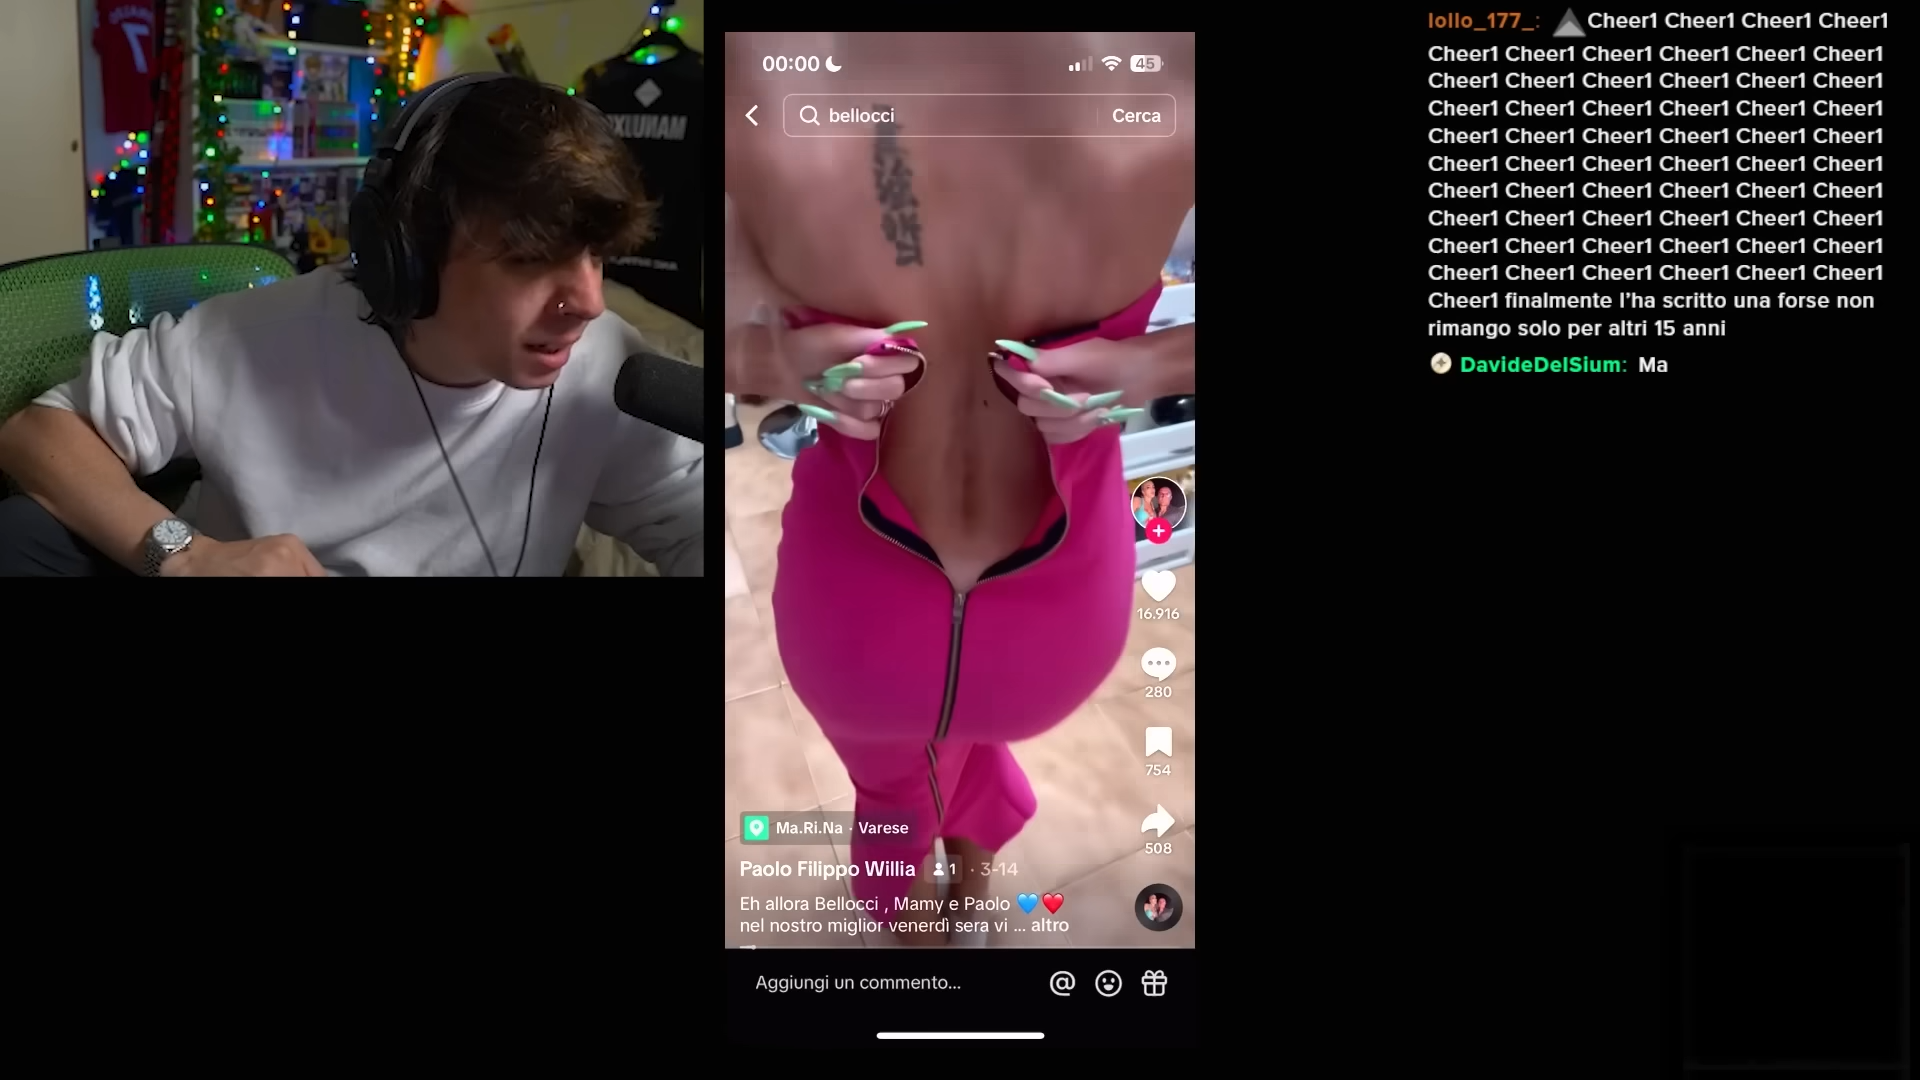 7
MANUXX
00:00
45
bellocci
Cerca
16.916
280
754
508
Ma.Ri.Na · Varese
Paolo Filippo Willia 1 · 3-14
Eh allora Bellocci , Mamy e Paolo 💙❤️
nel nostro miglior venerdì sera vi ... altro
Aggiungi un commento...
lollo_177_: Cheer1 Cheer1 Cheer1 Cheer1
Cheer1 Cheer1 Cheer1 Cheer1 Cheer1 Cheer1
Cheer1 Cheer1 Cheer1 Cheer1 Cheer1 Cheer1
Cheer1 Cheer1 Cheer1 Cheer1 Cheer1 Cheer1
Cheer1 Cheer1 Cheer1 Cheer1 Cheer1 Cheer1
Cheer1 Cheer1 Cheer1 Cheer1 Cheer1 Cheer1
Cheer1 Cheer1 Cheer1 Cheer1 Cheer1 Cheer1
Cheer1 Cheer1 Cheer1 Cheer1 Cheer1 Cheer1
Cheer1 Cheer1 Cheer1 Cheer1 Cheer1 Cheer1
Cheer1 Cheer1 Cheer1 Cheer1 Cheer1 Cheer1
Cheer1 finalmente l’ha scritto una forse non
rimango solo per altri 15 anni
DavideDelSium: Ma